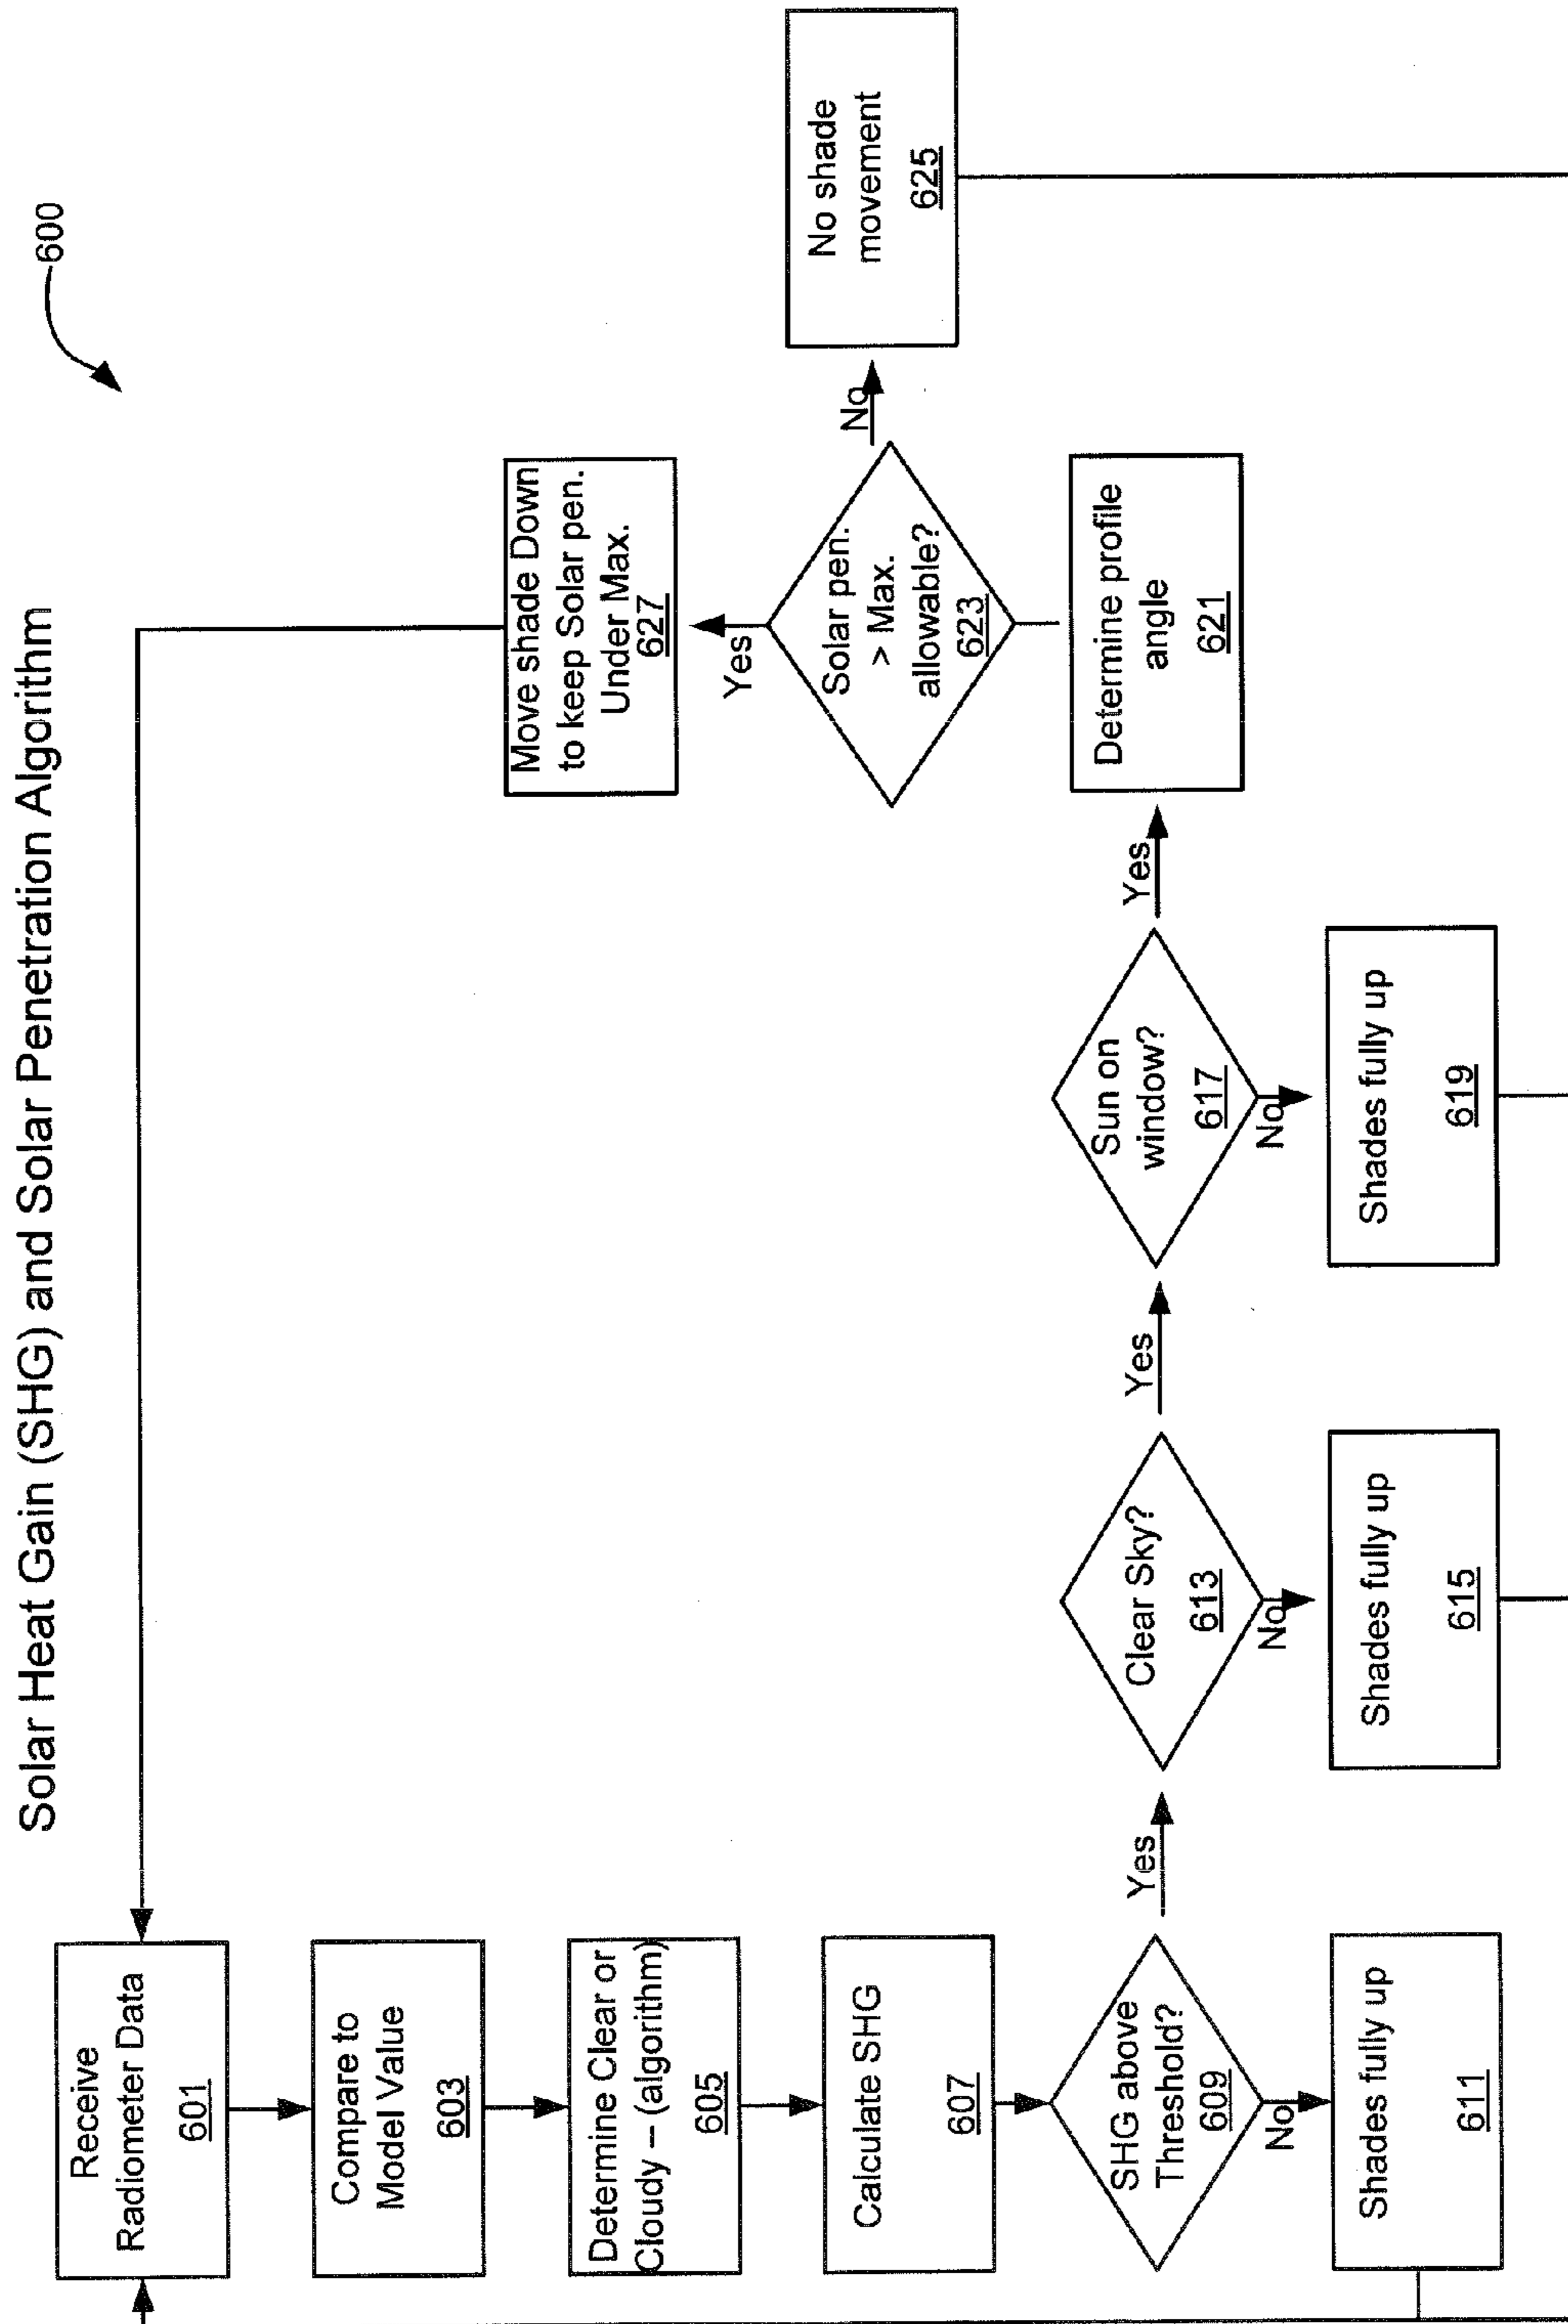 Solar Heat Gain (SHG) and Solar Penetration Algorithm
600
Receive
Radiometer Data
601
Compare to
Model Value
603
Determine Clear or
Cloudy – (algorithm)
605
Calculate SHG
607
SHG above
Threshold?
609
No
Shades fully up
611
Yes
Clear Sky?
613
No
Shades fully up
615
Yes
Sun on
window?
617
No
Shades fully up
619
Yes
Determine profile
angle
621
Solar pen.
> Max.
allowable?
623
Yes
Move shade Down
to keep Solar pen.
Under Max.
627
No
No shade
movement
625